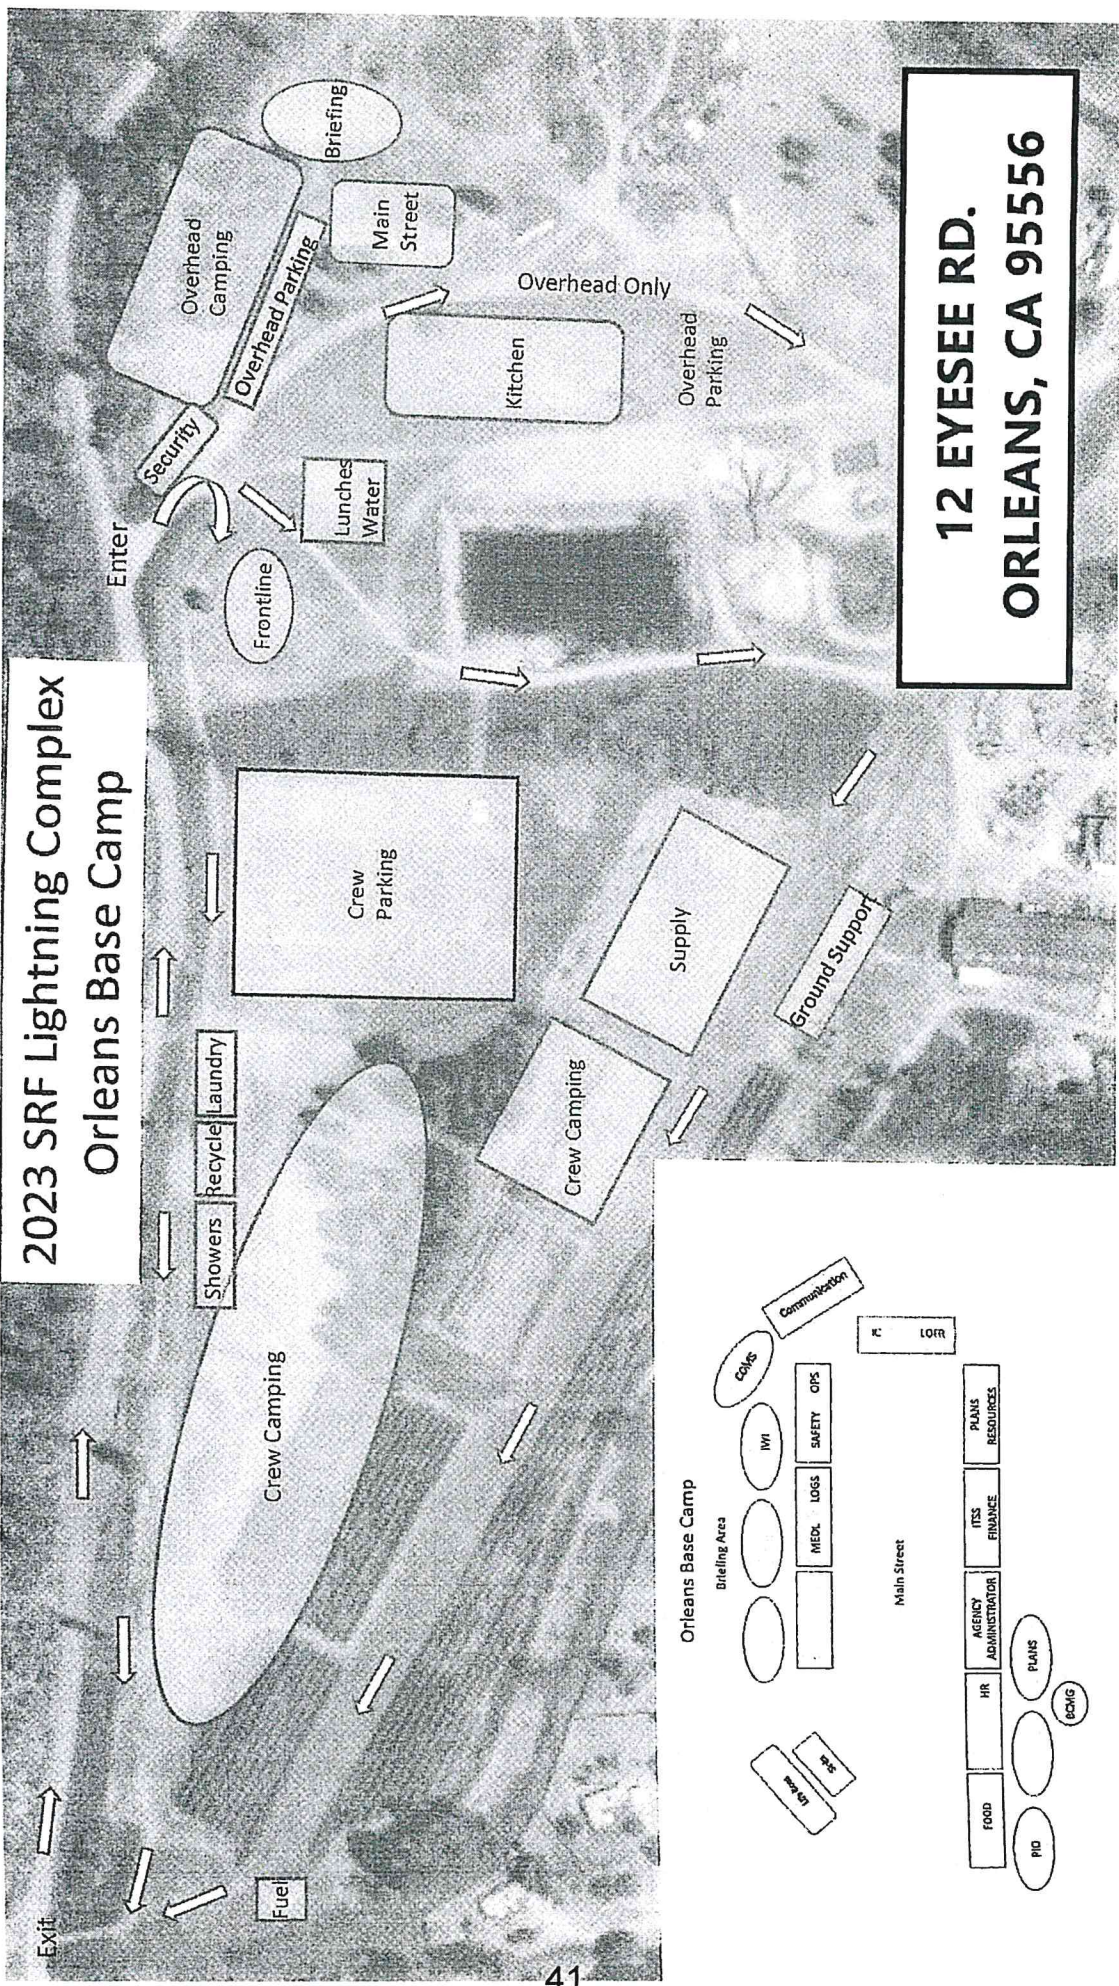 2023 SRF Lightning Complex
Orleans Base Camp
Exit
Enter
Fuel
Crew Camping
Showers
Recycle
Laundry
Crew
Parking
Frontline
Security
Lunches
Water
Overhead
Camping
Overhead Parking
Briefing
Main
Street
Kitchen
Overhead Only
Overhead
Parking
Crew Camping
Supply
Ground Support
12 EYESEE RD.
ORLEANS, CA 95556
Orleans Base Camp
Briefing Area
IWI
COMS
Communication
MEDL LOGS
SAFETY OPS
IC LOFR
Main Street
FOOD
HR
AGENCY
ADMINISTRATOR
ITSS
FINANCE
PLANS
RESOURCES
PIO
PLANS
41